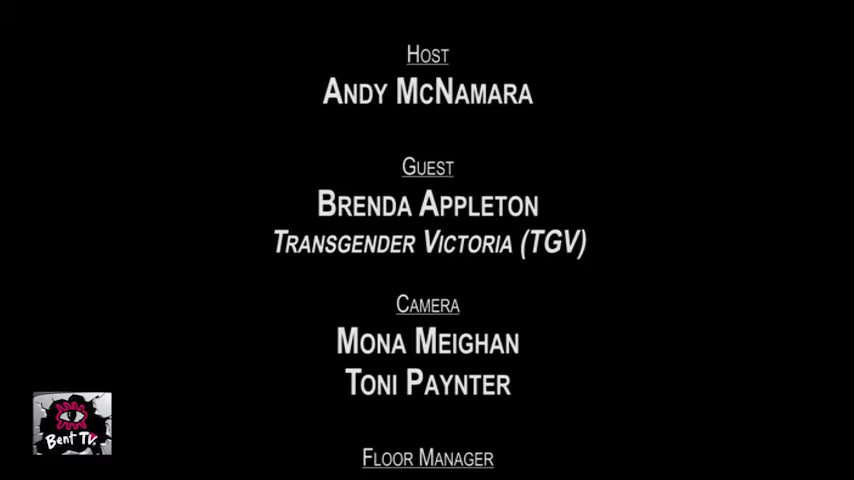 Host
Andy McNamara
Guest
Brenda Appleton
Transgender Victoria (TGV)
Camera
Mona Meighan
Toni Paynter
Bent TV
Floor Manager